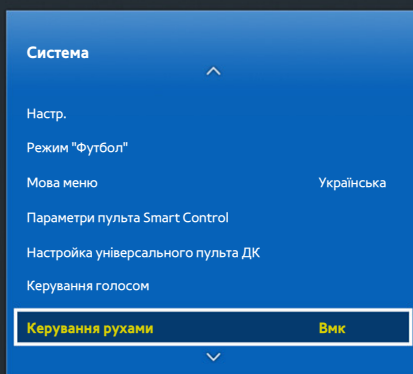 Система
Настр.
Режим "Футбол"
Мова меню Українська
Параметри пульта Smart Control
Настройка універсального пульта ДК
Керування голосом
Керування рухами Вмк